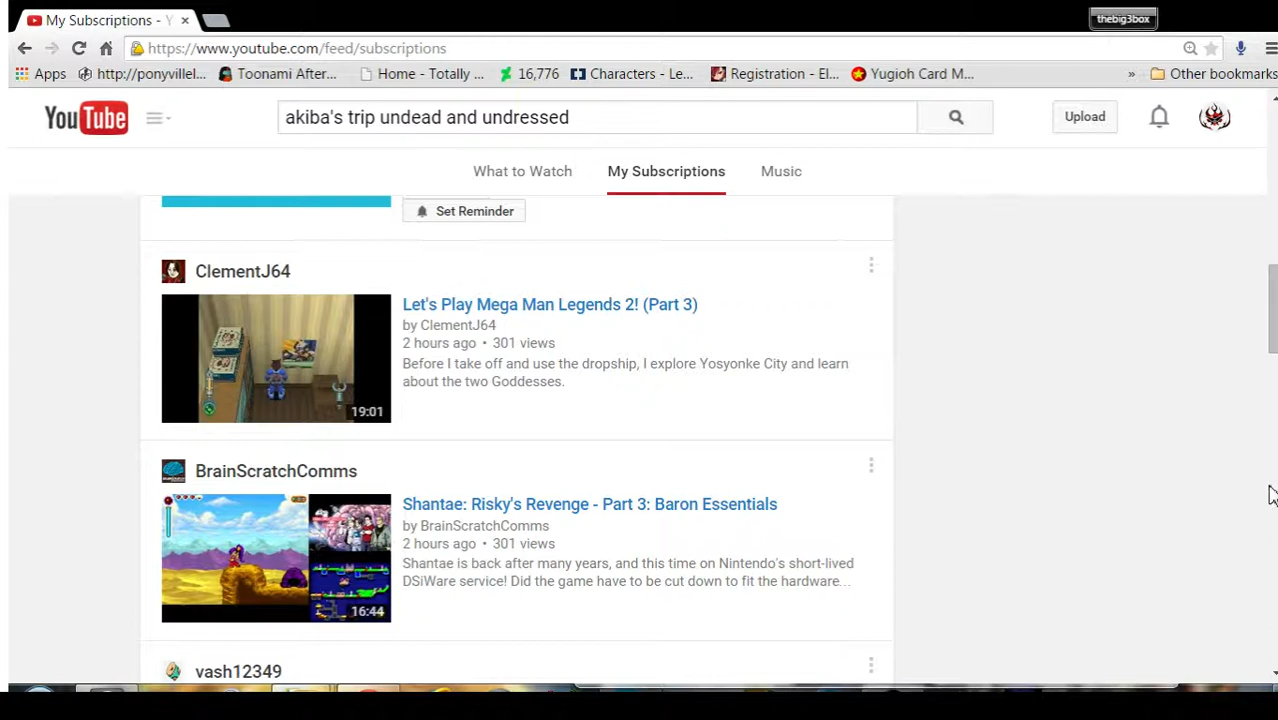 My Subscriptions - Y
thebig3box
https://www.youtube.com/feed/subscriptions
Apps http://ponyvillel... Toonami After... Home - Totally ... 16,776 Characters - Le... Registration - El... Yugioh Card M... » Other bookmarks
YouTube akiba's trip undead and undressed Upload
What to Watch My Subscriptions Music
Set Reminder
ClementJ64
Let's Play Mega Man Legends 2! (Part 3)
by ClementJ64
2 hours ago • 301 views
Before I take off and use the dropship, I explore Yosyonke City and learn
about the two Goddesses.
19:01
BrainScratchComms
Shantae: Risky's Revenge - Part 3: Baron Essentials
by BrainScratchComms
2 hours ago • 301 views
Shantae is back after many years, and this time on Nintendo's short-lived
DSiWare service! Did the game have to be cut down to fit the hardware...
16:44
vash12349